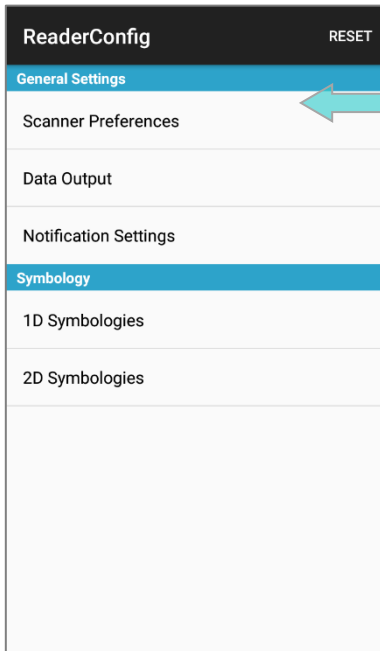 ReaderConfig RESET
General Settings
Scanner Preferences
Data Output
Notification Settings
Symbology
1D Symbologies
2D Symbologies